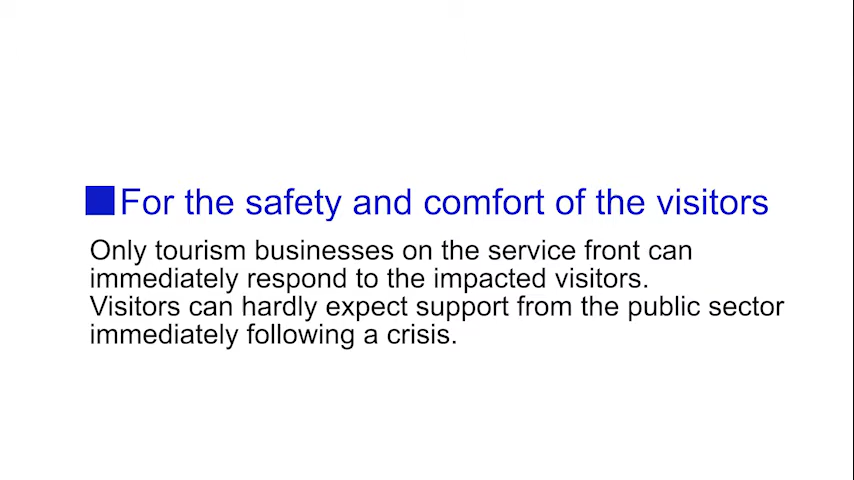 ■For the safety and comfort of the visitors
Only tourism businesses on the service front can
immediately respond to the impacted visitors.
Visitors can hardly expect support from the public sector
immediately following a crisis.